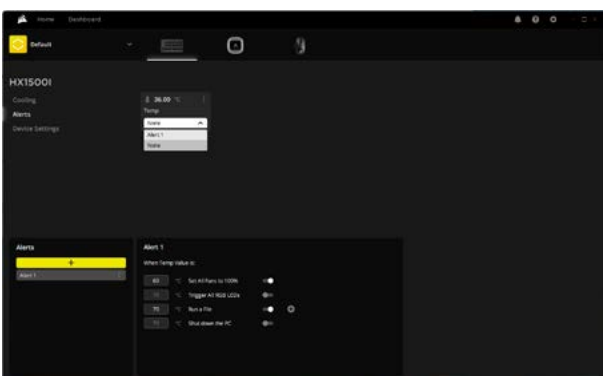 Home Dashboard
Default
HX1500I
Cooling
Alerts
Device Settings
36.00 °C
Temp
None
Alert 1
None
Alerts
+
Alert 1
Alert 1
When Temp Value is:
60 °C Set All Fans to 100%
°C Trigger All RGB LEDs
70 °C Run a File
°C Shut down the PC